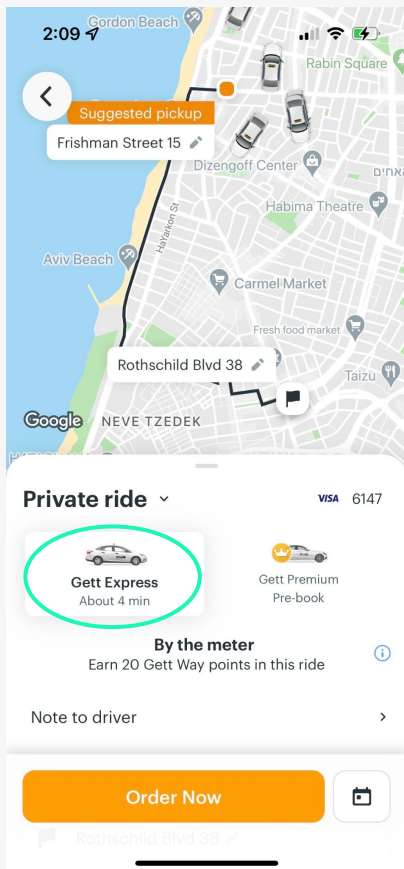 Gordon Beach
2:09
Rabin Square
Suggested pickup
Frishman Street 15
Dizengoff Center
Habima Theatre
HaYarkon St
Aviv Beach
Carmel Market
Fresh food market
Rothschild Blvd 38
Taizu
Google
NEVE TZEDEK
Private ride
VISA 6147
Gett Express
About 4 min
Gett Premium
Pre-book
By the meter
Earn 20 Gett Way points in this ride
Note to driver
Order Now
Rothschild Blvd 38